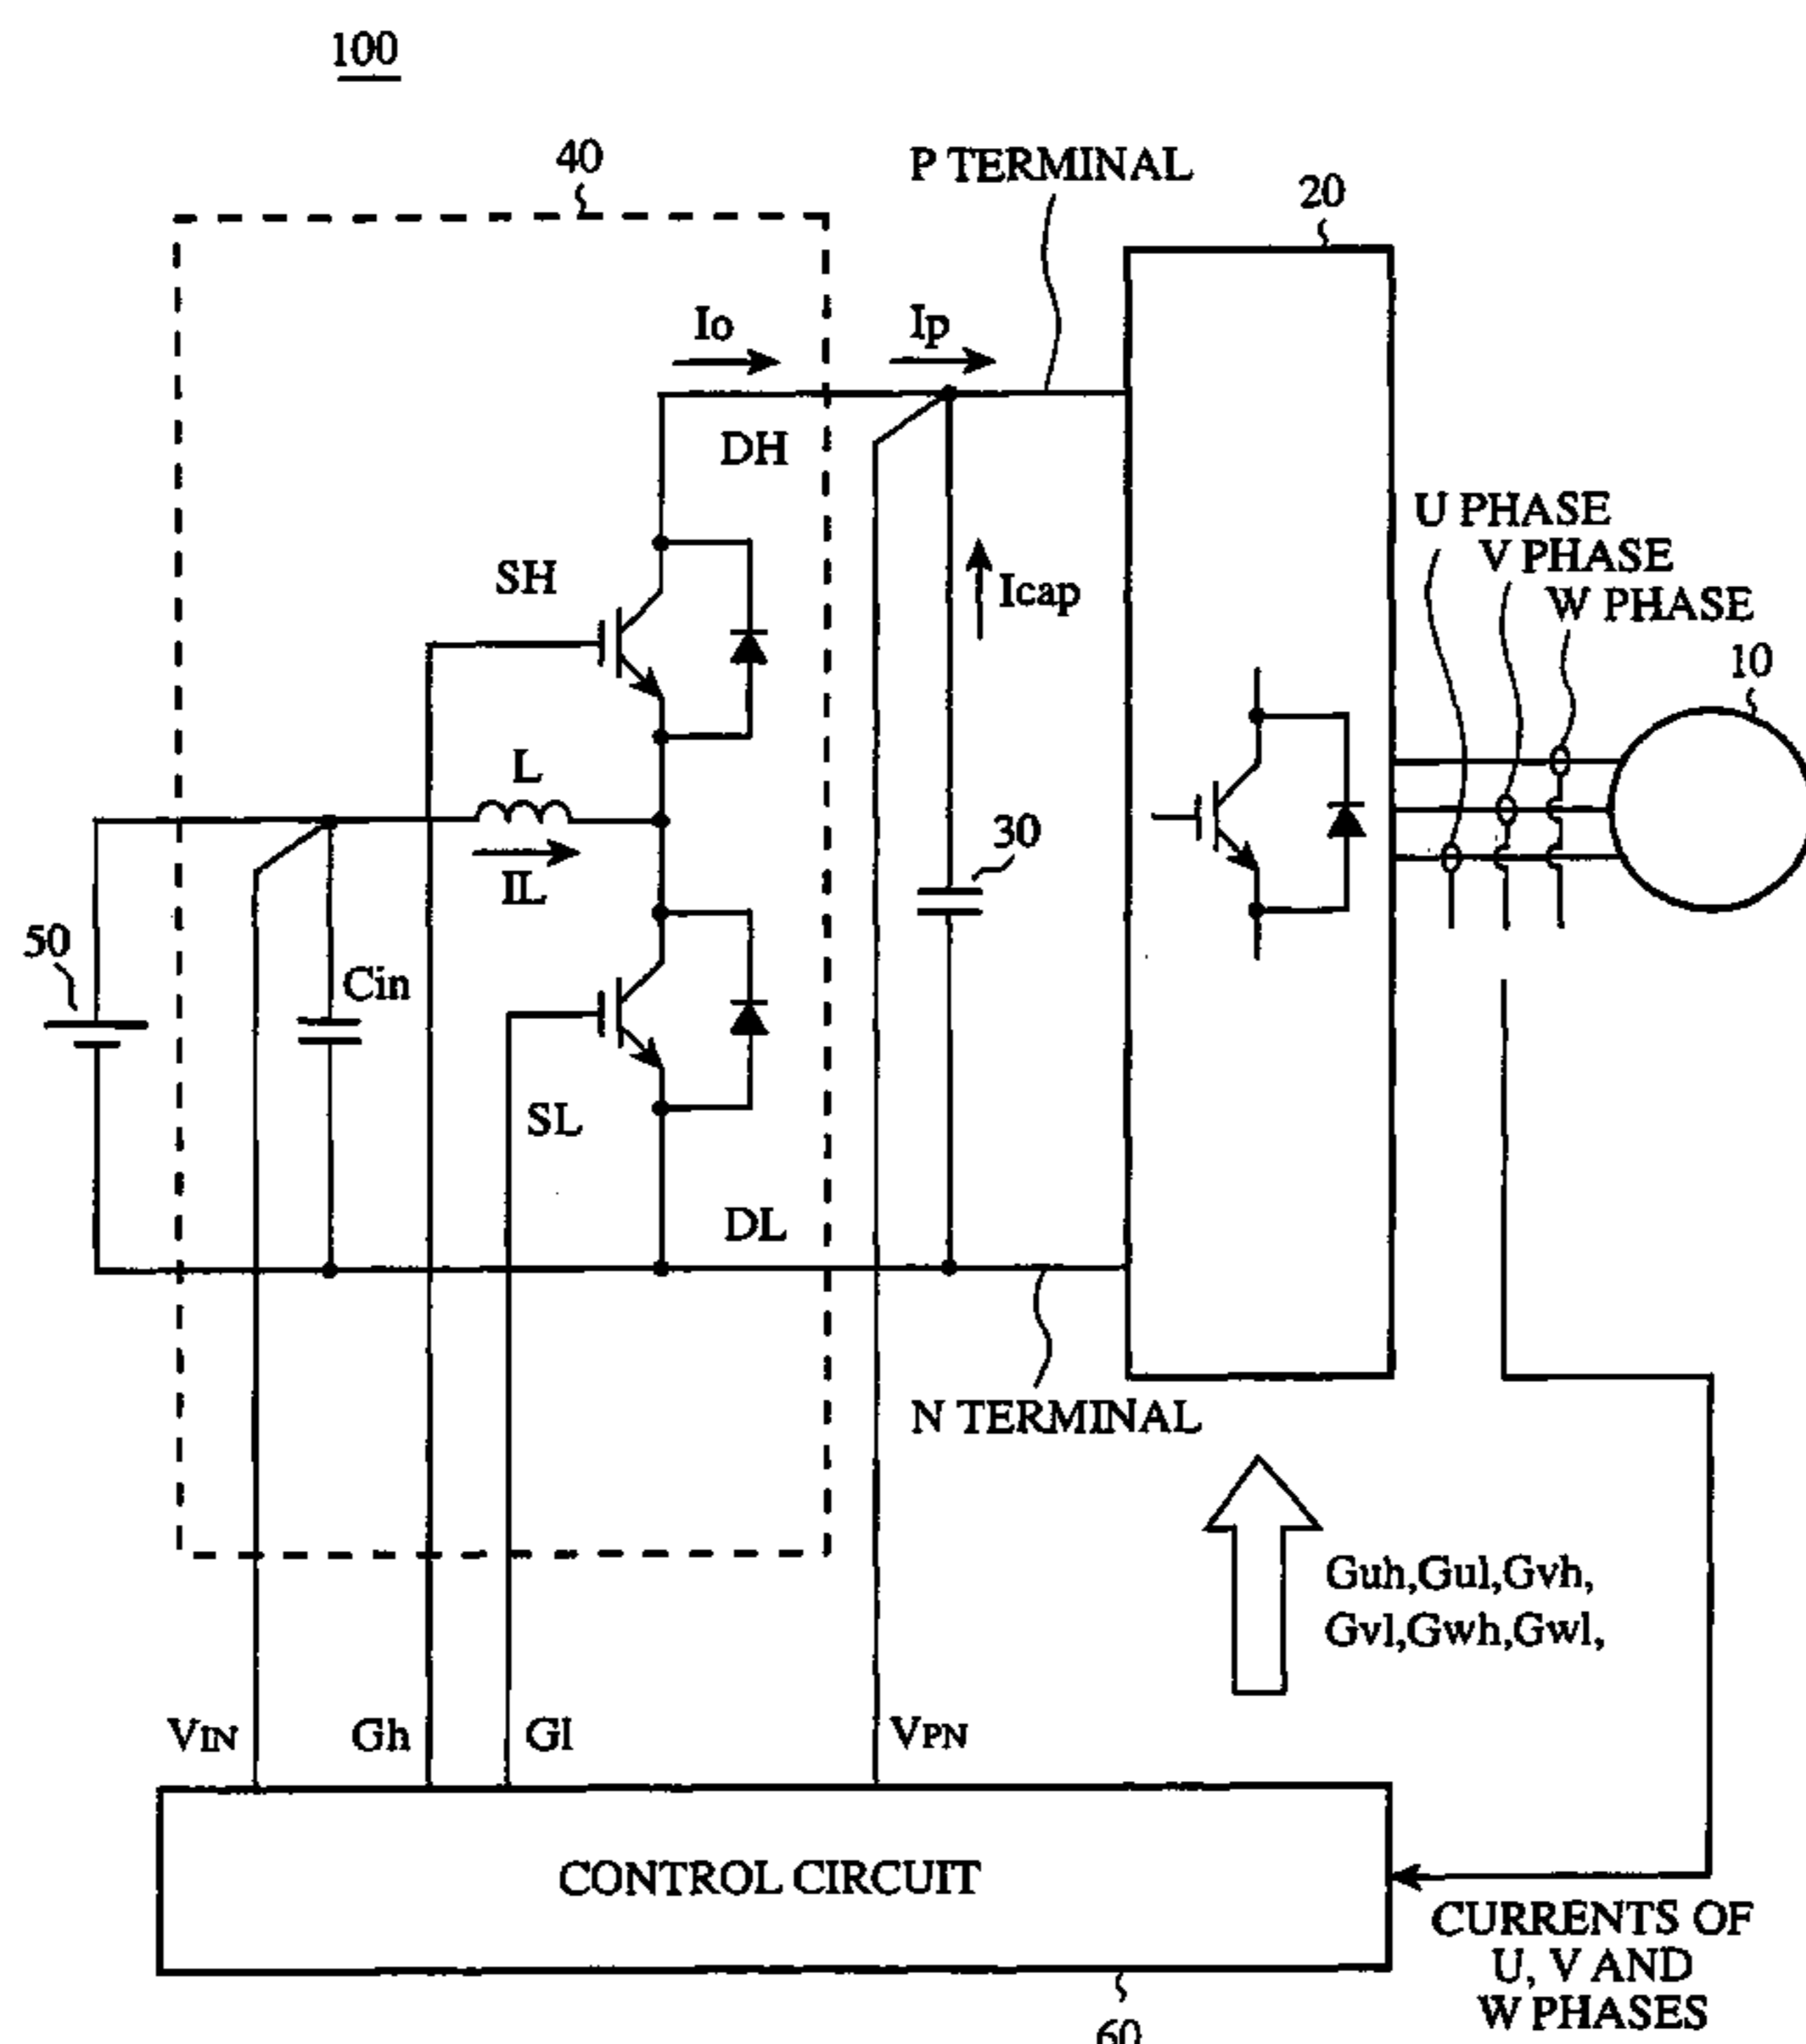 100
40
P TERMINAL
20
Io
Ip
DH
U PHASE
V PHASE
W PHASE
SH
Icap
10
L
30
IL
50
Cin
SL
DL
N TERMINAL
Guh,Gul,Gvh,
Gvl,Gwh,Gwl,
VIN
Gh
Gl
VPN
CONTROL CIRCUIT
CURRENTS OF
U, V AND
W PHASES
60